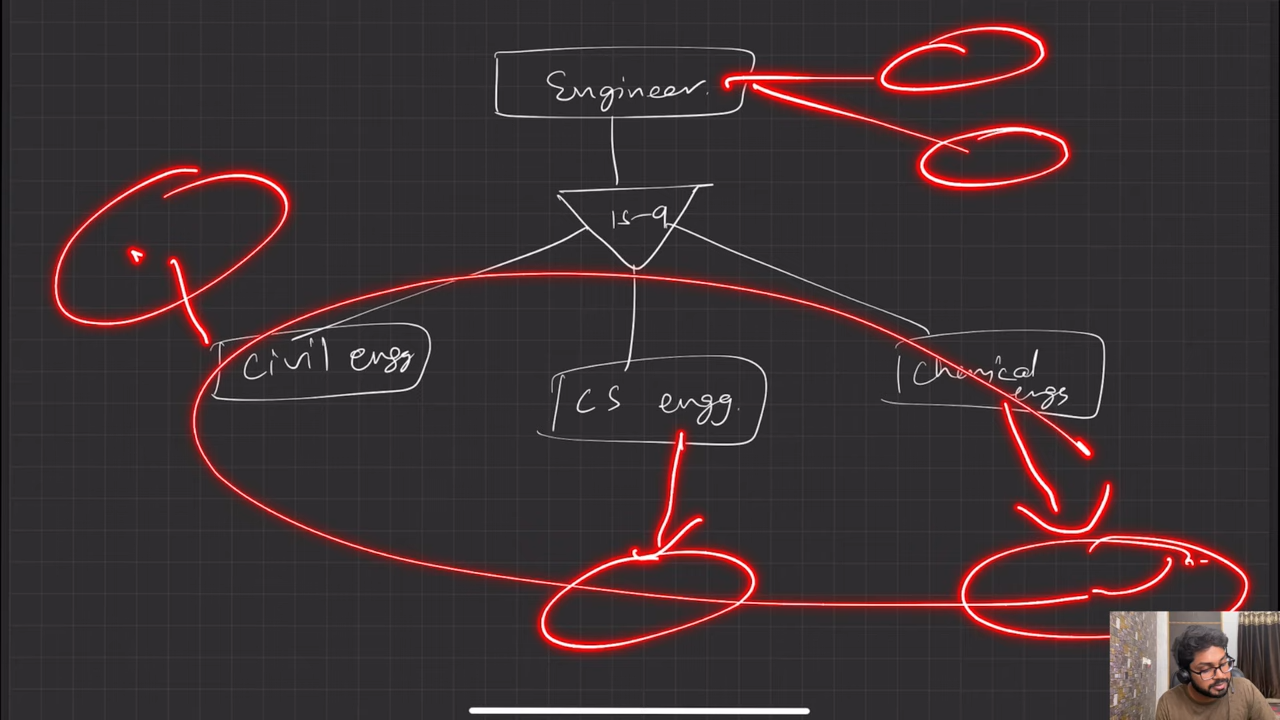 Engineer.
is-a
civil engg
CS engg.
Chemical
engg